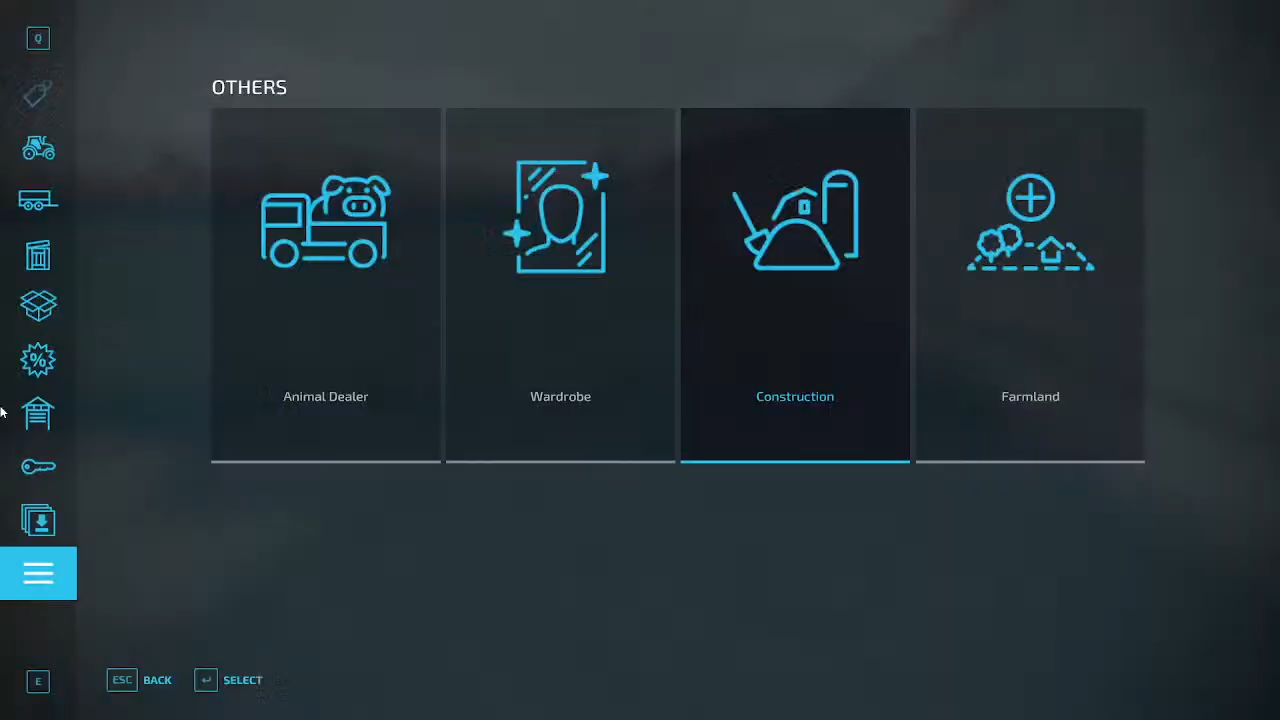 Q
OTHERS
%
Animal Dealer
Wardrobe
Construction
Farmland
E
ESC BACK
SELECT